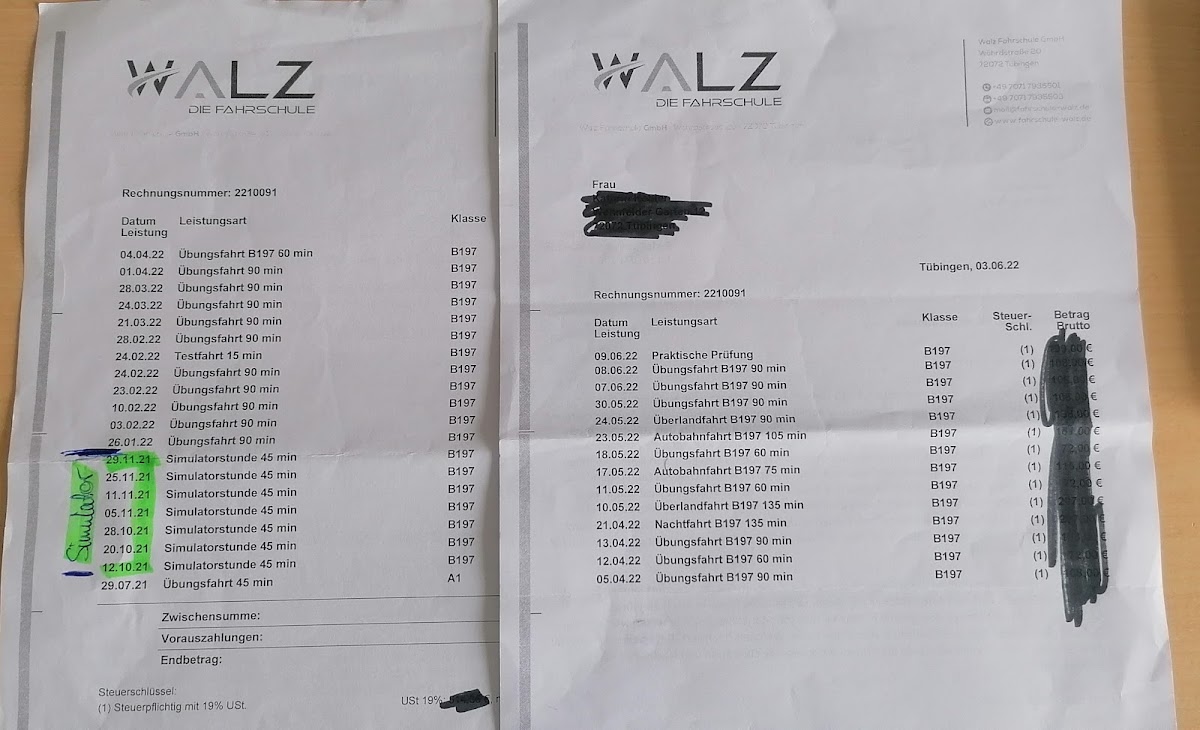 WALZ
DIE FAHRSCHULE
Rechnungsnummer: 2210091
Datum Leistung Leistungsart Klasse
04.04.22 Übungsfahrt B197 60 min B197
01.04.22 Übungsfahrt 90 min B197
28.03.22 Übungsfahrt 90 min B197
24.03.22 Übungsfahrt 90 min B197
21.03.22 Übungsfahrt 90 min B197
28.02.22 Übungsfahrt 90 min B197
24.02.22 Testfahrt 15 min B197
24.02.22 Übungsfahrt 90 min B197
23.02.22 Übungsfahrt 90 min B197
10.02.22 Übungsfahrt 90 min B197
03.02.22 Übungsfahrt 90 min B197
26.01.22 Übungsfahrt 90 min B197
29.11.21 Simulatorstunde 45 min B197
25.11.21 Simulatorstunde 45 min B197
11.11.21 Simulatorstunde 45 min B197
05.11.21 Simulatorstunde 45 min B197
28.10.21 Simulatorstunde 45 min B197
20.10.21 Simulatorstunde 45 min B197
12.10.21 Simulatorstunde 45 min B197
29.07.21 Übungsfahrt 45 min A1
Simulator
Zwischensumme:
Vorauszahlungen:
Endbetrag:
Steuerschlüssel:
(1) Steuerpflichtig mit 19% USt.
USt 19%:
WALZ
DIE FAHRSCHULE
Walz Fahrschule GmbH
72072 Tübingen
+49 7071 7936501
+49 7071 7936503
www.fahrschule-walz.de
Frau
Tübingen, 03.06.22
Rechnungsnummer: 2210091
Datum Leistung Leistungsart Klasse Steuer-Schl. Betrag Brutto
09.06.22 Praktische Prüfung B197 (1) €
08.06.22 Übungsfahrt B197 90 min B197 (1) €
07.06.22 Übungsfahrt B197 90 min B197 (1) €
30.05.22 Übungsfahrt B197 90 min B197 (1) €
24.05.22 Überlandfahrt B197 90 min B197 (1) €
23.05.22 Autobahnfahrt B197 105 min B197 (1) €
18.05.22 Übungsfahrt B197 60 min B197 (1) €
17.05.22 Autobahnfahrt B197 75 min B197 (1) €
11.05.22 Übungsfahrt B197 60 min B197 (1) €
10.05.22 Überlandfahrt B197 135 min B197 (1) €
21.04.22 Nachtfahrt B197 135 min B197 (1) €
13.04.22 Übungsfahrt B197 90 min B197 (1) €
12.04.22 Übungsfahrt B197 60 min B197 (1) €
05.04.22 Übungsfahrt B197 90 min B197 (1) €